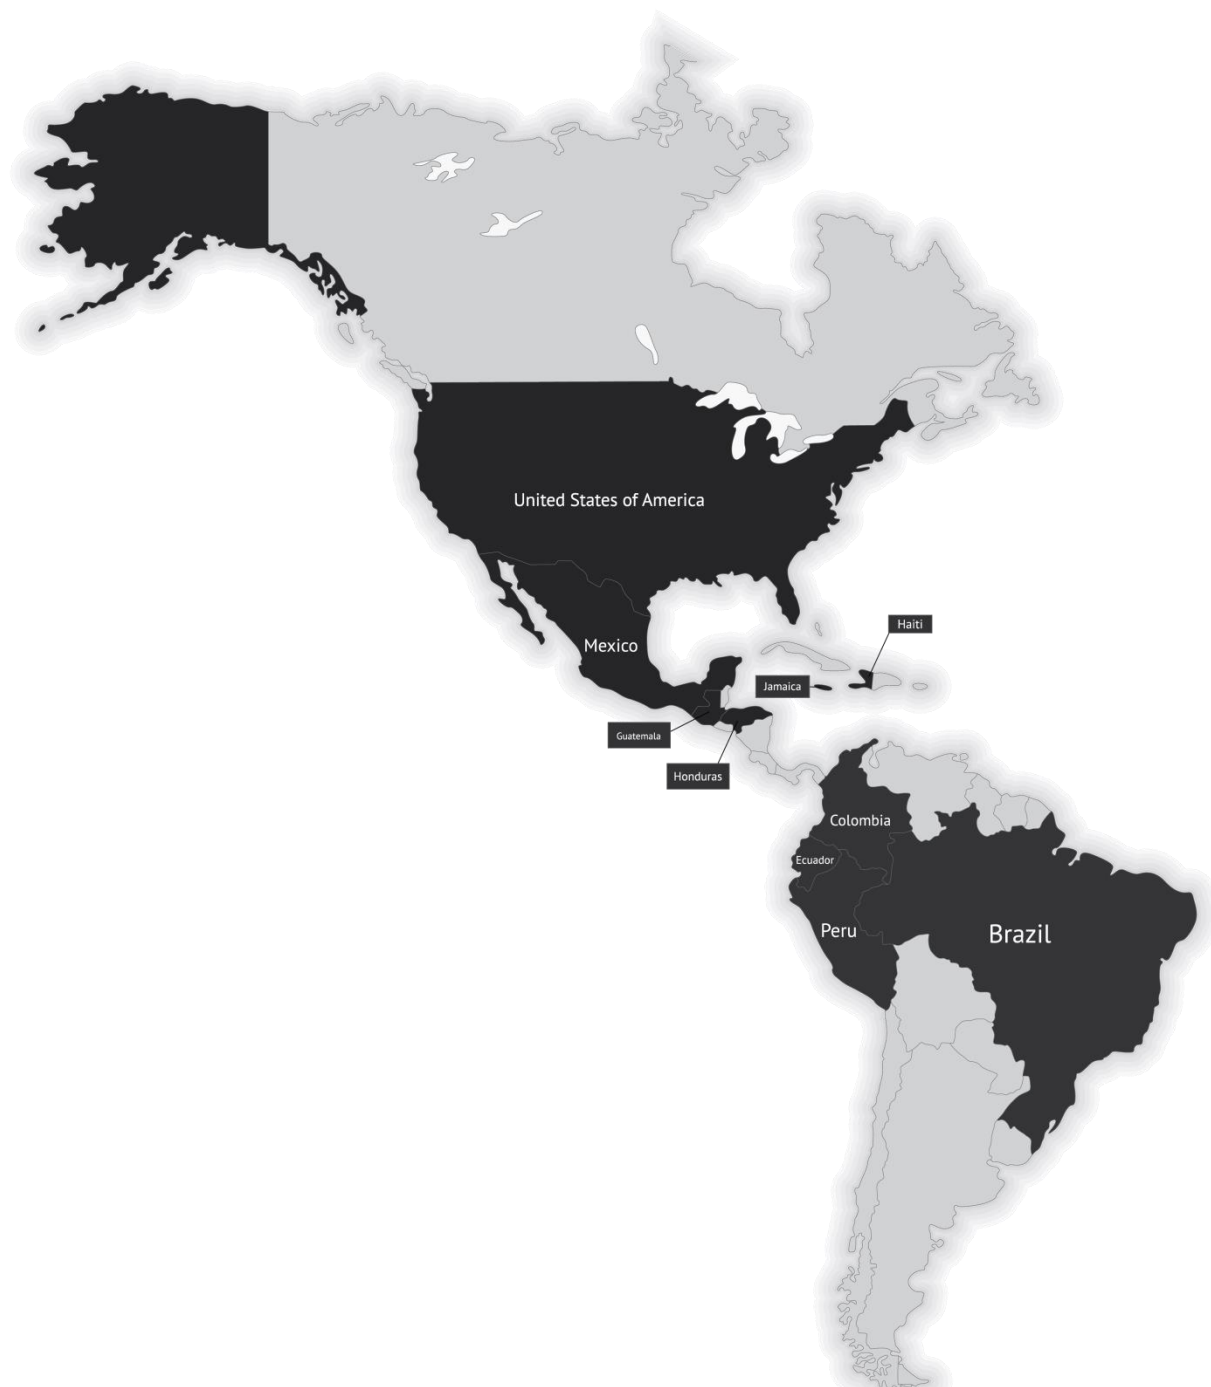 United States of America
Haiti
Mexico
Jamaica
Guatemala
Honduras
Colombia
Ecuador
Peru
Brazil